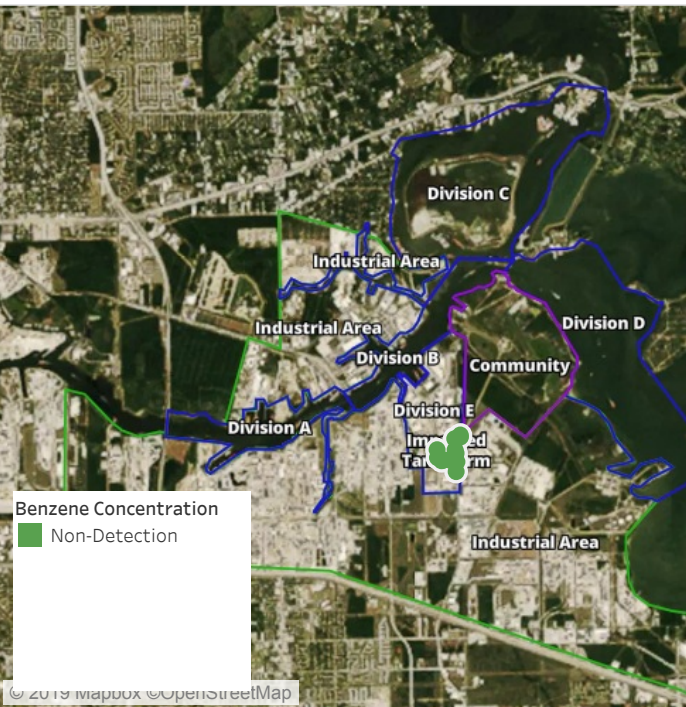 Division C
Industrial Area
Division D
Industrial Area
Division B
Community
Division E
Division A
Industrial Area
Benzene Concentration
Non-Detection
© 2019 Mapbox ©OpenStreetMap